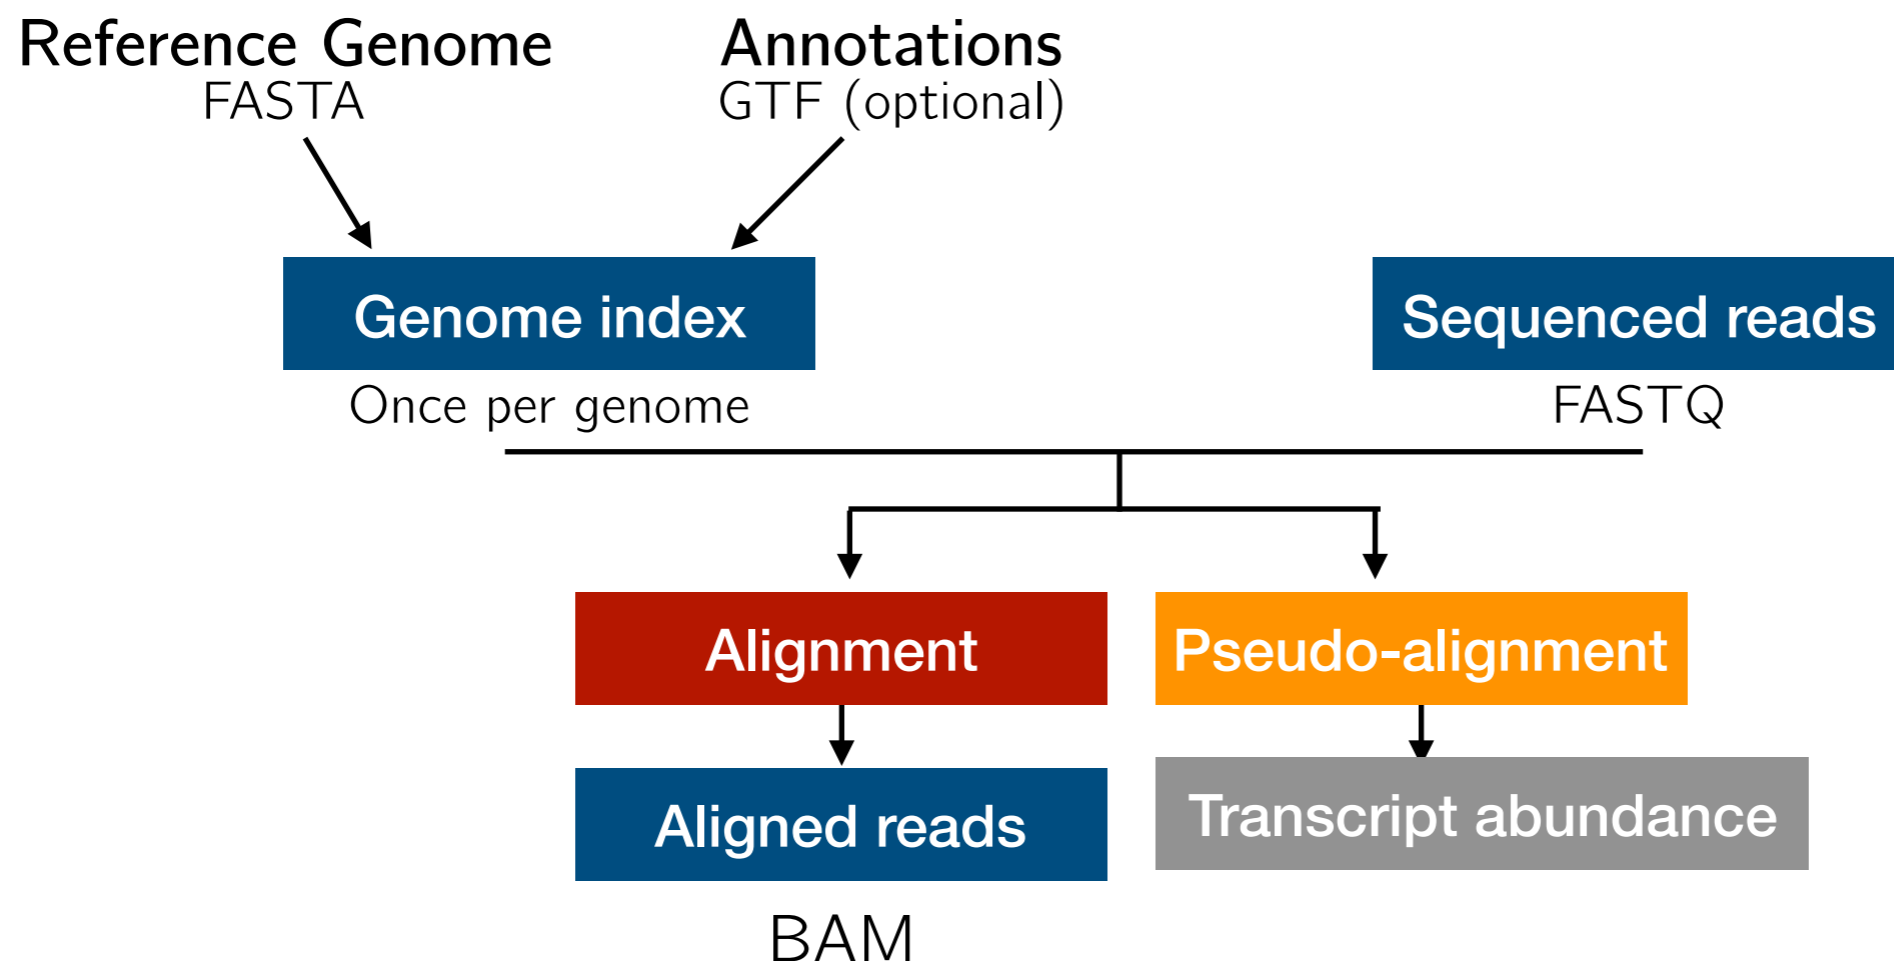 Reference Genome
FASTA
Annotations
GTF (optional)
Genome index
Once per genome
Sequenced reads
FASTQ
Alignment
Pseudo-alignment
Aligned reads
BAM
Transcript abundance